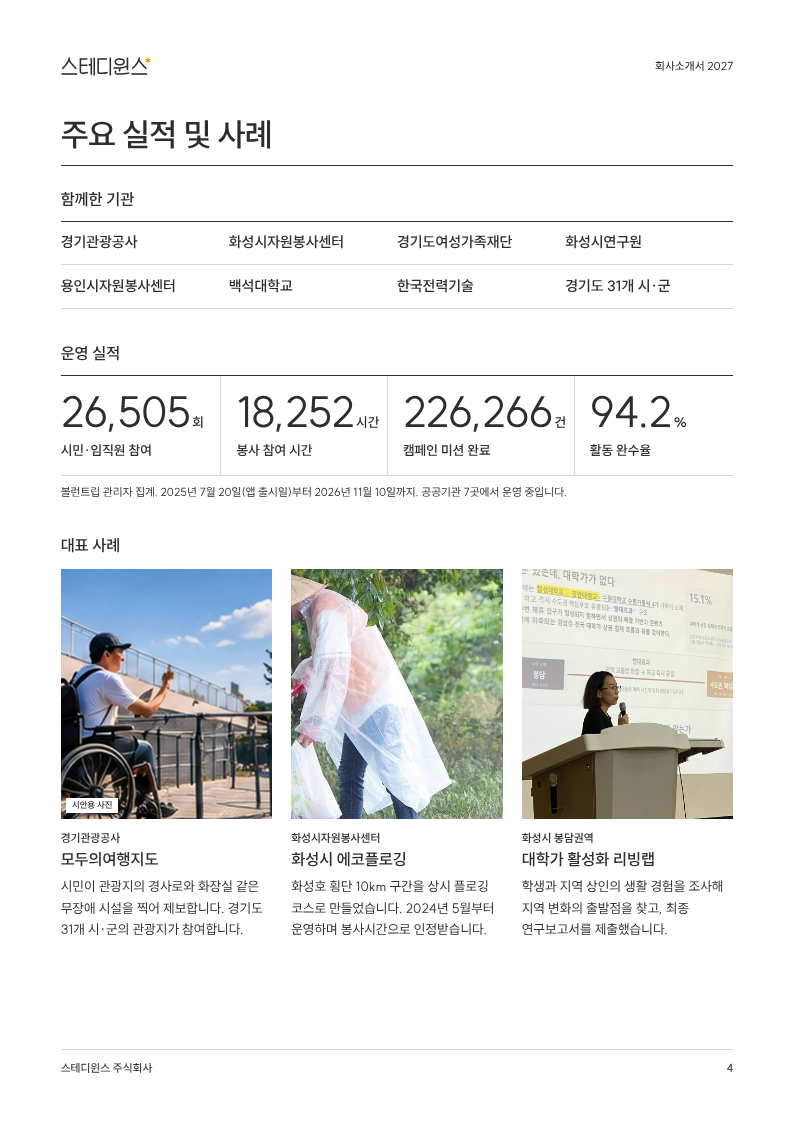 스테디원스*
회사소개서 2027
주요 실적 및 사례
함께한 기관
경기관광공사 화성시자원봉사센터 경기도여성가족재단 화성시연구원
용인시자원봉사센터 백석대학교 한국전력기술 경기도 31개 시·군
운영 실적
26,505회 18,252시간 226,266건 94.2%
시민·임직원 참여 봉사 참여 시간 캠페인 미션 완료 활동 완수율
볼런트립 관리자 집계. 2025년 7월 20일(앱 출시일)부터 2026년 11월 10일까지. 공공기관 7곳에서 운영 중입니다.
대표 사례
있는데, 대학가가 없다
15.1%
봉담
시안용 사진
경기관광공사
모두의여행지도
시민이 관광지의 경사로와 화장실 같은
무장애 시설을 찍어 제보합니다. 경기도
31개 시·군의 관광지가 참여합니다.
화성시자원봉사센터
화성시 에코플로깅
화성호 횡단 10km 구간을 상시 플로깅
코스로 만들었습니다. 2024년 5월부터
운영하며 봉사시간으로 인정받습니다.
화성시 봉담권역
대학가 활성화 리빙랩
학생과 지역 상인의 생활 경험을 조사해
지역 변화의 출발점을 찾고, 최종
연구보고서를 제출했습니다.
스테디원스 주식회사
4